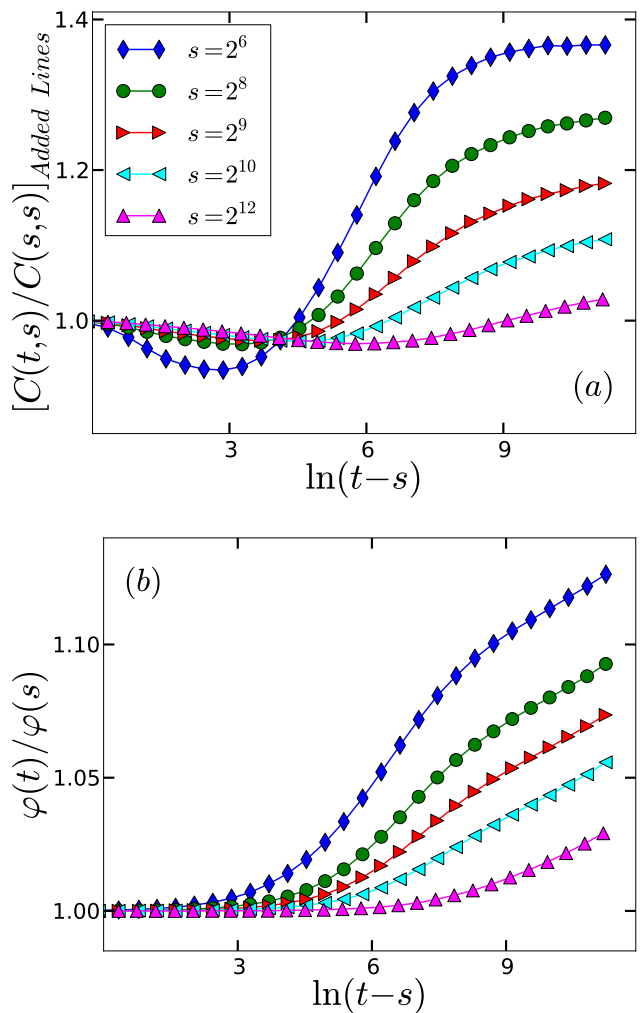 1.4
1.2
1.0
[C(t,s)/C(s,s)]_{Added Lines}
s=2^6
s=2^8
s=2^9
s=2^{10}
s=2^{12}
(a)
3 6 9
ln(t−s)
(b)
1.10
1.05
1.00
φ(t)/φ(s)
3 6 9
ln(t−s)